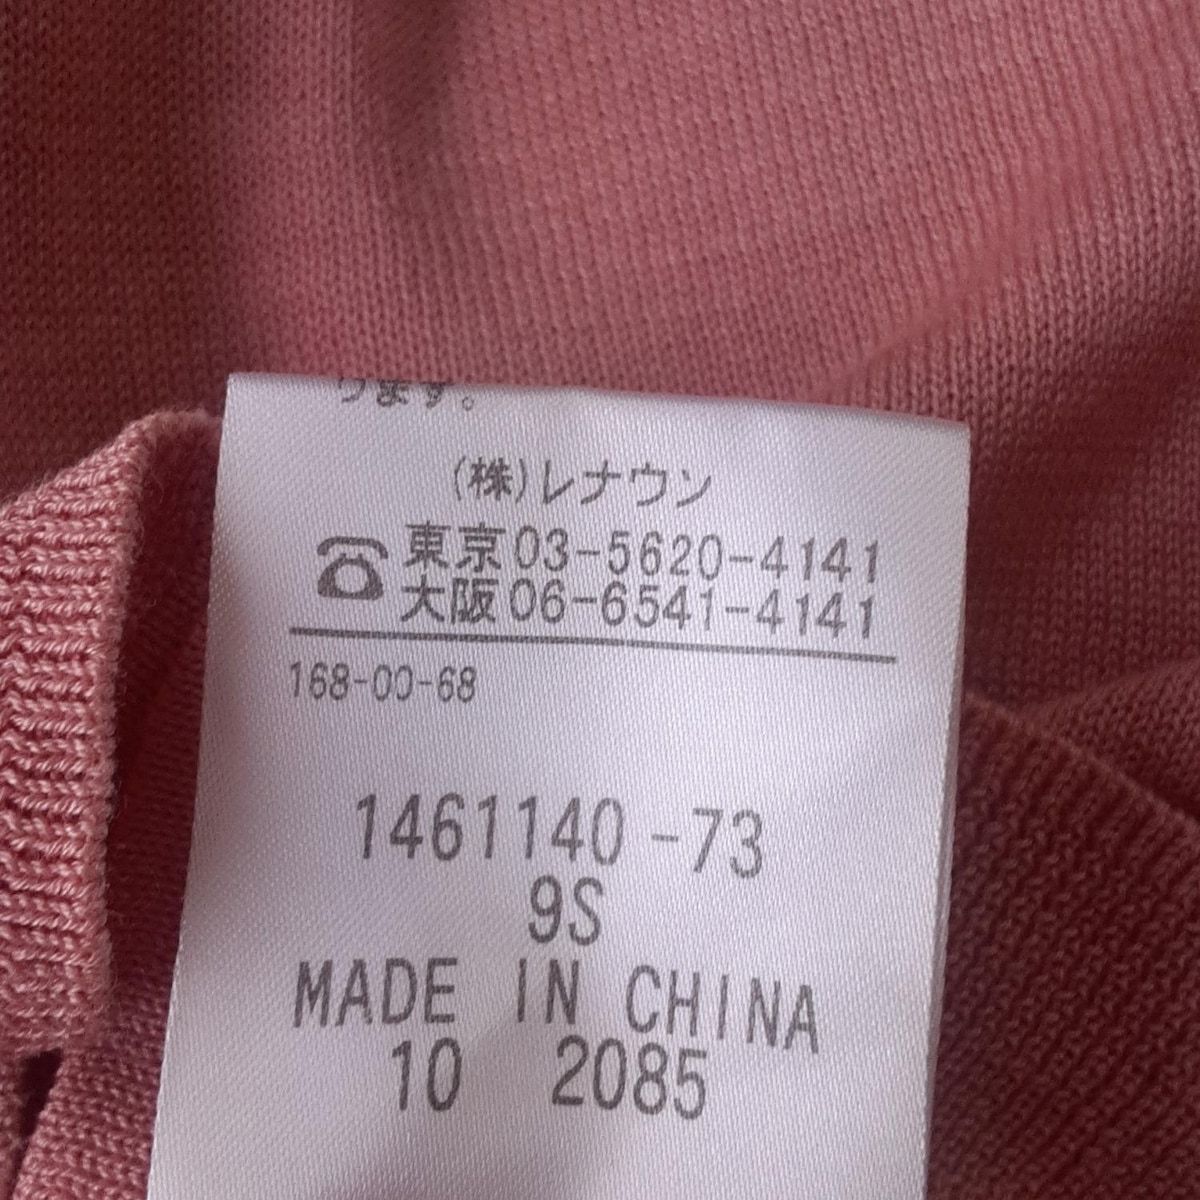 ります。
(株)レナウン
東京03-5620-4141
大阪06-6541-4141
168-00-68
1461140-73
9S
MADE IN CHINA
10 2085